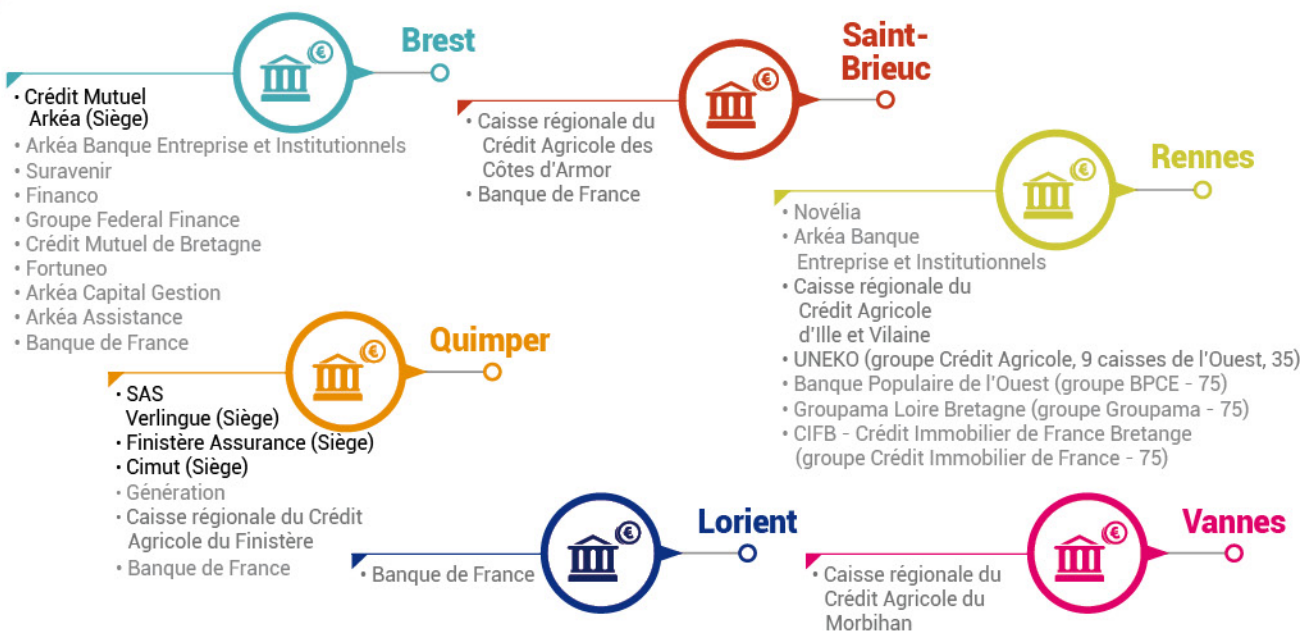 Brest
· Crédit Mutuel
Arkéa (Siège)
• Arkéa Banque Entreprise et Institutionnels
• Suravenir
• Financo
• Groupe Federal Finance
• Crédit Mutuel de Bretagne
• Fortuneo
• Arkéa Capital Gestion
• Arkéa Assistance
• Banque de France
Saint-
Brieuc
• Caisse régionale du
Crédit Agricole des
Côtes d'Armor
• Banque de France
Rennes
• Novélia
• Arkéa Banque
Entreprise et Institutionnels
• Caisse régionale du
Crédit Agricole
d'Ille et Vilaine
• UNEKO (groupe Crédit Agricole, 9 caisses de l'Ouest, 35)
• Banque Populaire de l'Ouest (groupe BPCE - 75)
• Groupama Loire Bretagne (groupe Groupama - 75)
• CIFB - Crédit Immobilier de France Bretange
(groupe Crédit Immobilier de France - 75)
Quimper
· SAS
Verlingue (Siège)
• Finistère Assurance (Siège)
• Cimut (Siège)
· Génération
• Caisse régionale du Crédit
Agricole du Finistère
• Banque de France
Lorient
• Banque de France
Vannes
• Caisse régionale du
Crédit Agricole du
Morbihan